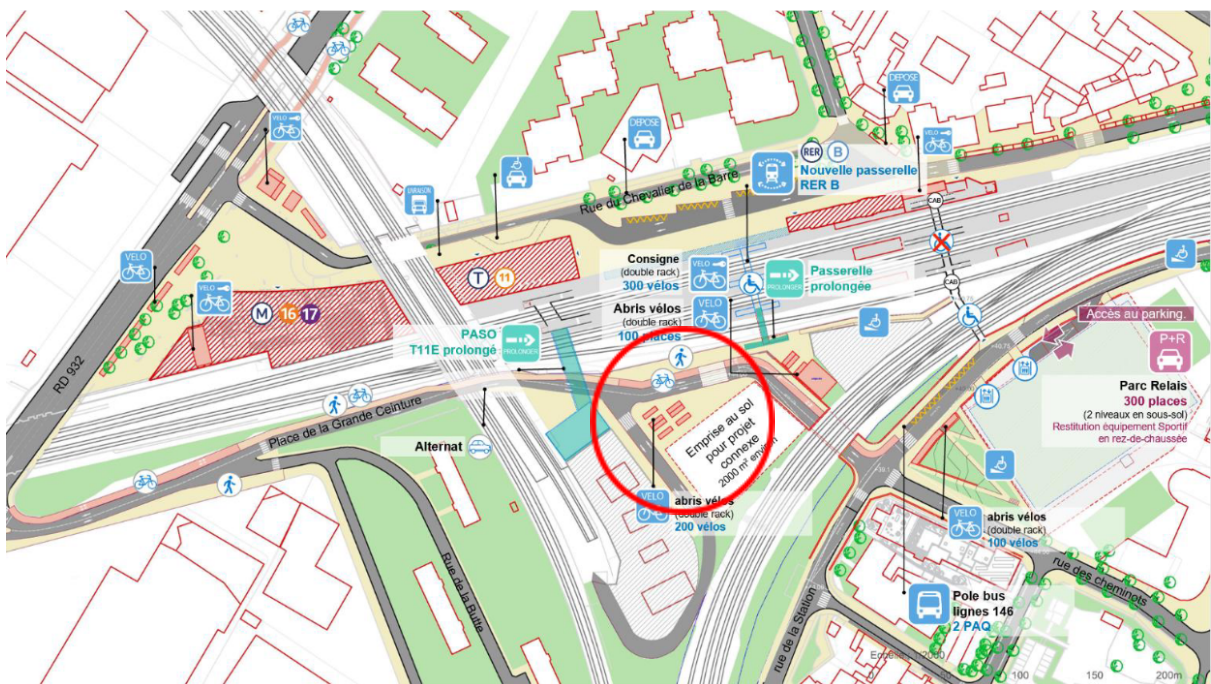 VELO
DEPOSE
DEPOSE
VELO
LIVRAISON
Rue du Chevalier de la Barre
RER B
Nouvelle passerelle
RER B
CAB
CAB
VELO
VELO
T 11
M 16 17
RD 932
Consigne
(double rack)
300 vélos
VELO
Abris vélos
(double rack)
100 places
VELO
PROLONGEE
Passerelle
prolongée
PASO
T11E prolongé
PROLONGEE
Accès au parking.
P+R
Parc Relais
300 places
(2 niveaux en sous-sol)
Restitution équipement Sportif
en rez-de-chaussée
Place de la Grande Ceinture
Alternat
Emprise au sol
pour projet
connexe
2000 m² environ
VELO
abris vélos
(double rack)
200 vélos
VELO
abris vélos
(double rack)
100 vélos
Rue de la Butte
rue de la Station
rue des cheminots
Pole bus
lignes 146
2 PAQ
0
100
150
200m